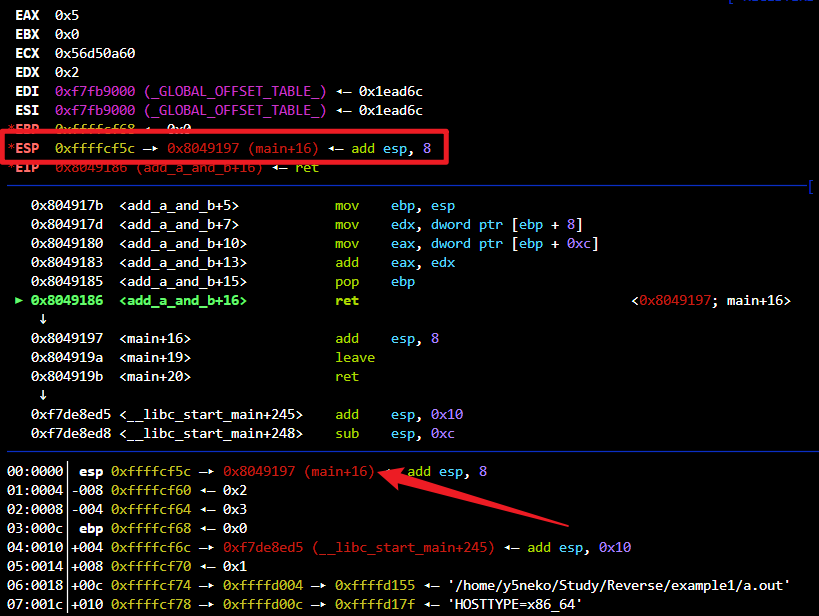 EAX 0x5
EBX 0x0
ECX 0x56d50a60
EDX 0x2
EDI 0xf7fb9000 (_GLOBAL_OFFSET_TABLE_) ◂— 0x1ead6c
ESI 0xf7fb9000 (_GLOBAL_OFFSET_TABLE_) ◂— 0x1ead6c
*EBP 0xffffcf68 ◂— 0x0
*ESP 0xffffcf5c —▸ 0x8049197 (main+16) ◂— add esp, 8
*EIP 0x8049186 (add_a_and_b+16) ◂— ret
0x804917b <add_a_and_b+5> mov ebp, esp
0x804917d <add_a_and_b+7> mov edx, dword ptr [ebp + 8]
0x8049180 <add_a_and_b+10> mov eax, dword ptr [ebp + 0xc]
0x8049183 <add_a_and_b+13> add eax, edx
0x8049185 <add_a_and_b+15> pop ebp
► 0x8049186 <add_a_and_b+16> ret <0x8049197; main+16>
↓
0x8049197 <main+16> add esp, 8
0x804919a <main+19> leave
0x804919b <main+20> ret
↓
0xf7de8ed5 <__libc_start_main+245> add esp, 0x10
0xf7de8ed8 <__libc_start_main+248> sub esp, 0xc
00:0000│ esp 0xffffcf5c —▸ 0x8049197 (main+16) ◂— add esp, 8
01:0004│-008 0xffffcf60 ◂— 0x2
02:0008│-004 0xffffcf64 ◂— 0x3
03:000c│ ebp 0xffffcf68 ◂— 0x0
04:0010│+004 0xffffcf6c —▸ 0xf7de8ed5 (__libc_start_main+245) ◂— add esp, 0x10
05:0014│+008 0xffffcf70 ◂— 0x1
06:0018│+00c 0xffffcf74 —▸ 0xffffd004 —▸ 0xffffd155 ◂— '/home/y5neko/Study/Reverse/example1/a.out'
07:001c│+010 0xffffcf78 —▸ 0xffffd00c —▸ 0xffffd17f ◂— 'HOSTTYPE=x86_64'